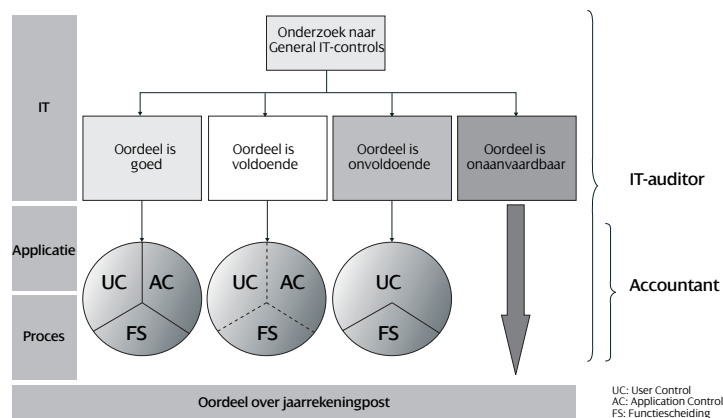 Onderzoek naar
General IT-controls
IT
Oordeel is
goed
Oordeel is
voldoende
Oordeel is
onvoldoende
Oordeel is
onaanvaardbaar
IT-auditor
Applicatie
UC AC
FS
UC AC
FS
UC
FS
Accountant
Proces
Oordeel over jaarrekeningpost
UC: User Control
AC: Application Control
FS: Functiescheiding